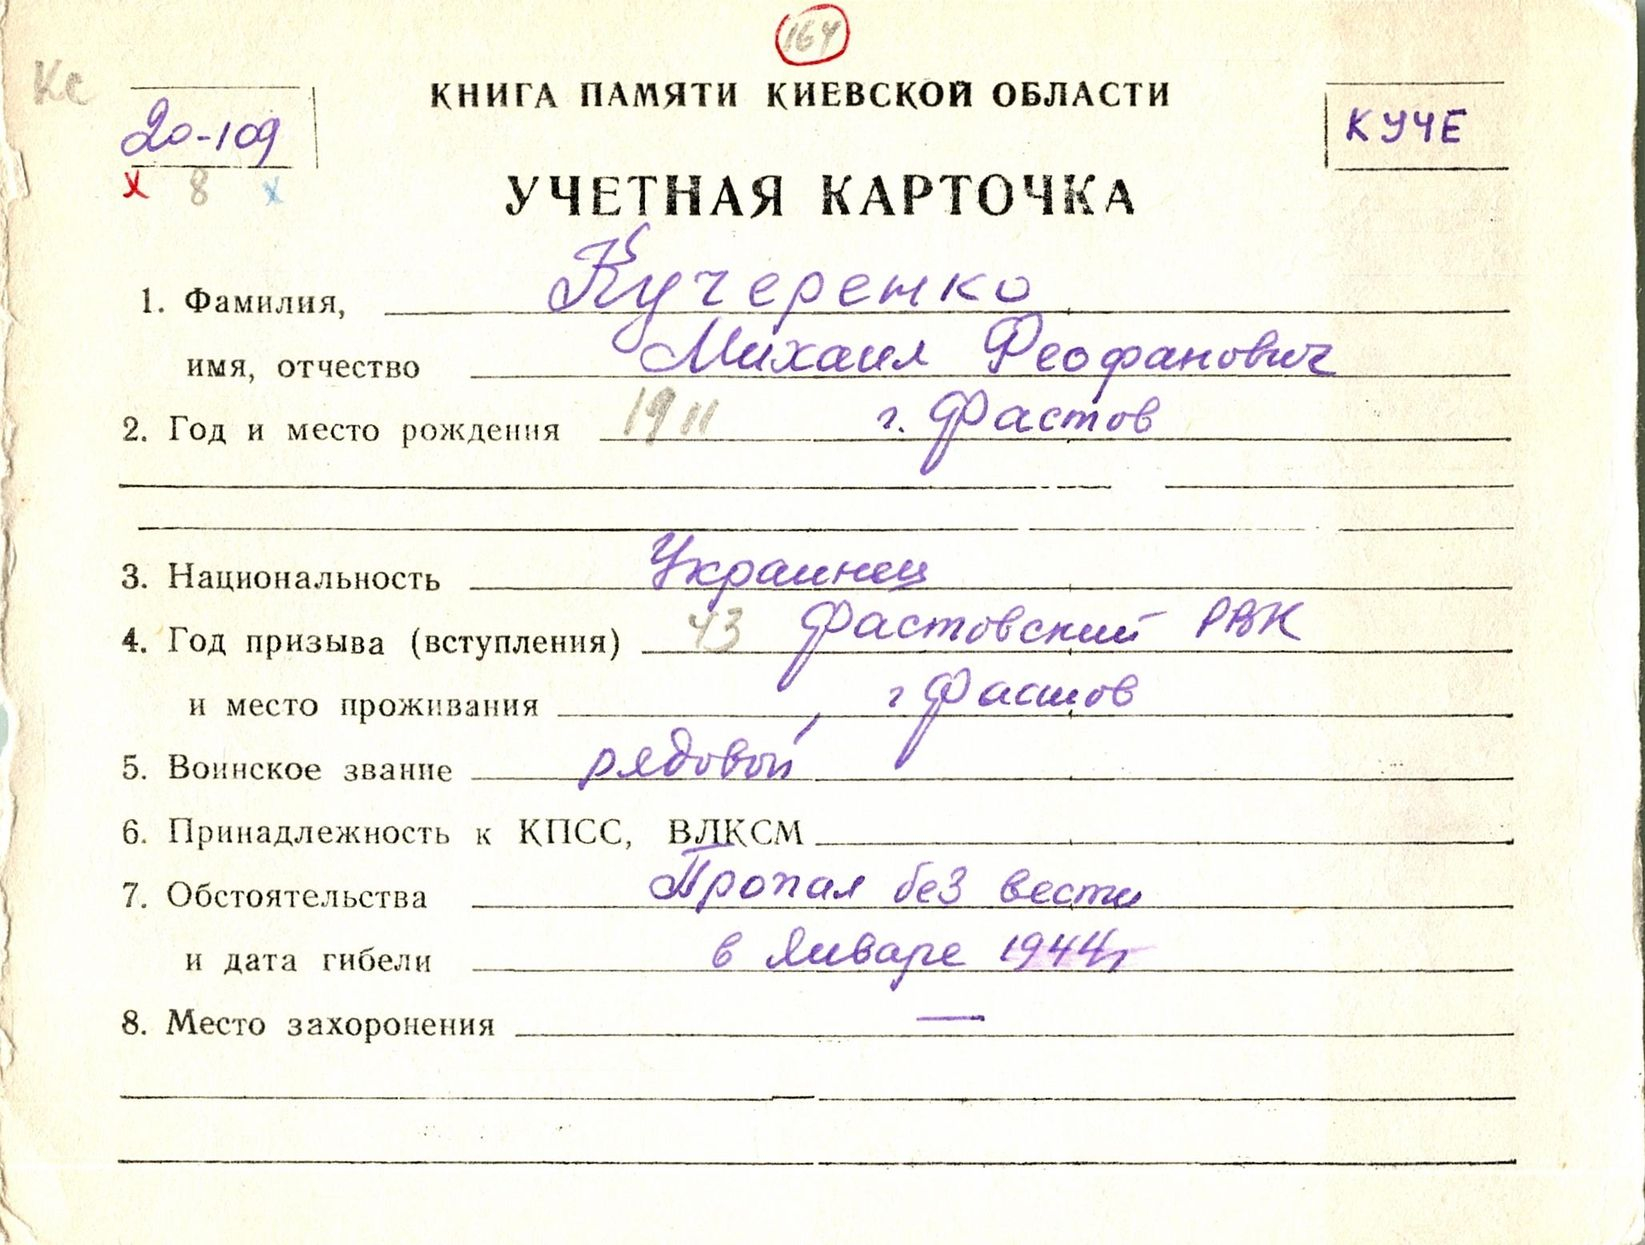 164
Кс
КНИГА ПАМЯТИ КИЕВСКОЙ ОБЛАСТИ
20-109
КУЧЕ
х 8 х
УЧЕТНАЯ КАРТОЧКА
1. Фамилия, Кучеренко
имя, отчество Михаил Феофанович
2. Год и место рождения 1911 г. Фастов
3. Национальность Украинец
4. Год призыва (вступления) 43 Фастовский РВК
и место проживания г Фастов
5. Воинское звание рядовой
6. Принадлежность к КПСС, ВЛКСМ
7. Обстоятельства Пропал без вести
и дата гибели в январе 1944г
8. Место захоронения —